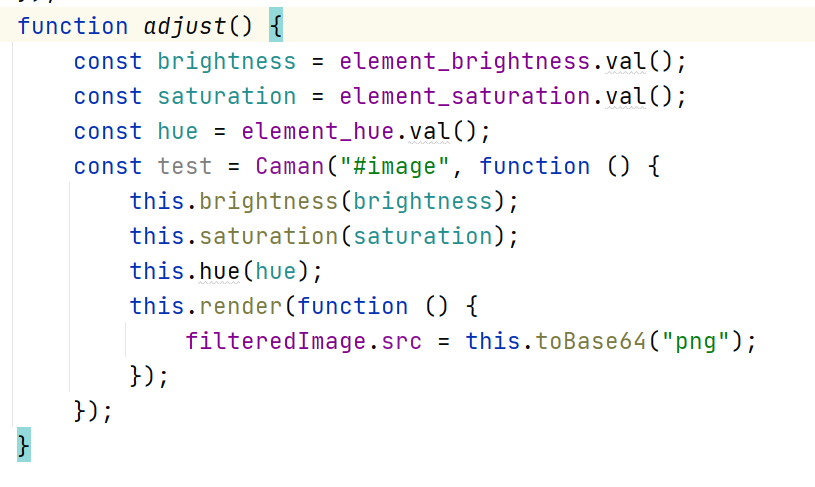 function adjust() {
    const brightness = element_brightness.val();
    const saturation = element_saturation.val();
    const hue = element_hue.val();
    const test = Caman("#image", function () {
        this.brightness(brightness);
        this.saturation(saturation);
        this.hue(hue);
        this.render(function () {
            filteredImage.src = this.toBase64("png");
        });
    });
}